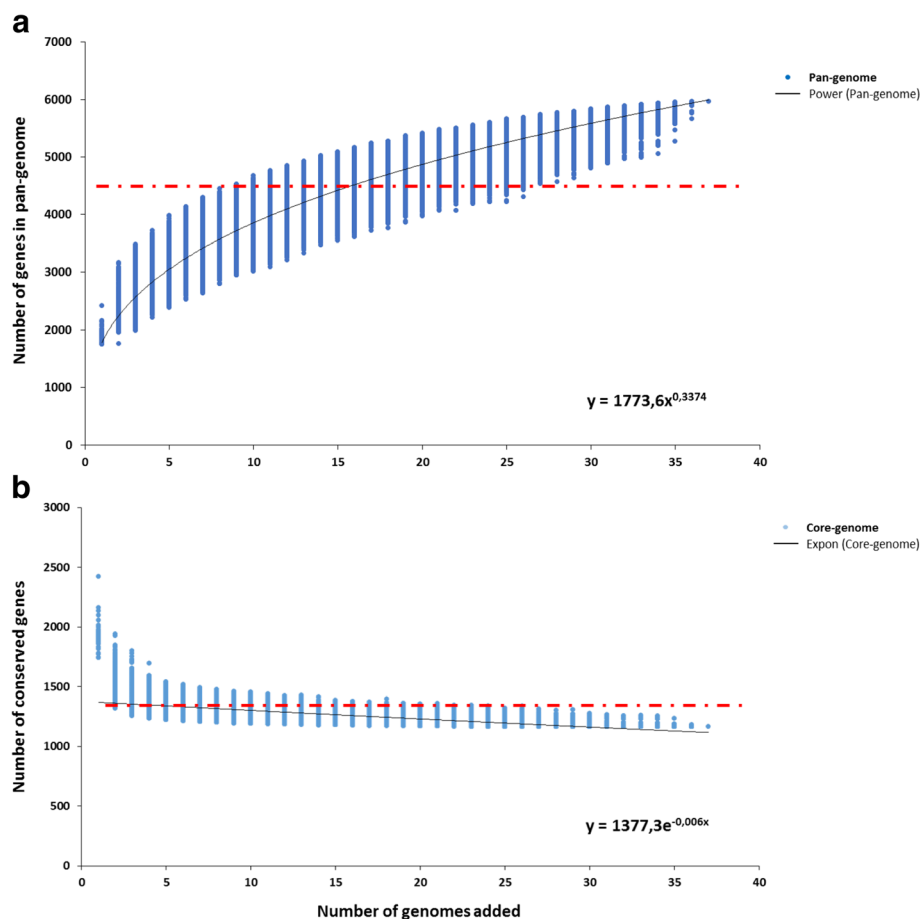 a
7000
6000
5000
4000
3000
2000
1000
0
Number of genes in pan-genome
0 5 10 15 20 25 30 35 40
Pan-genome
Power (Pan-genome)
y = 1773,6x^0,3374
b
3000
2500
2000
1500
1000
500
0
Number of conserved genes
0 5 10 15 20 25 30 35 40
Number of genomes added
Core-genome
Expon (Core-genome)
y = 1377,3e^-0,006x